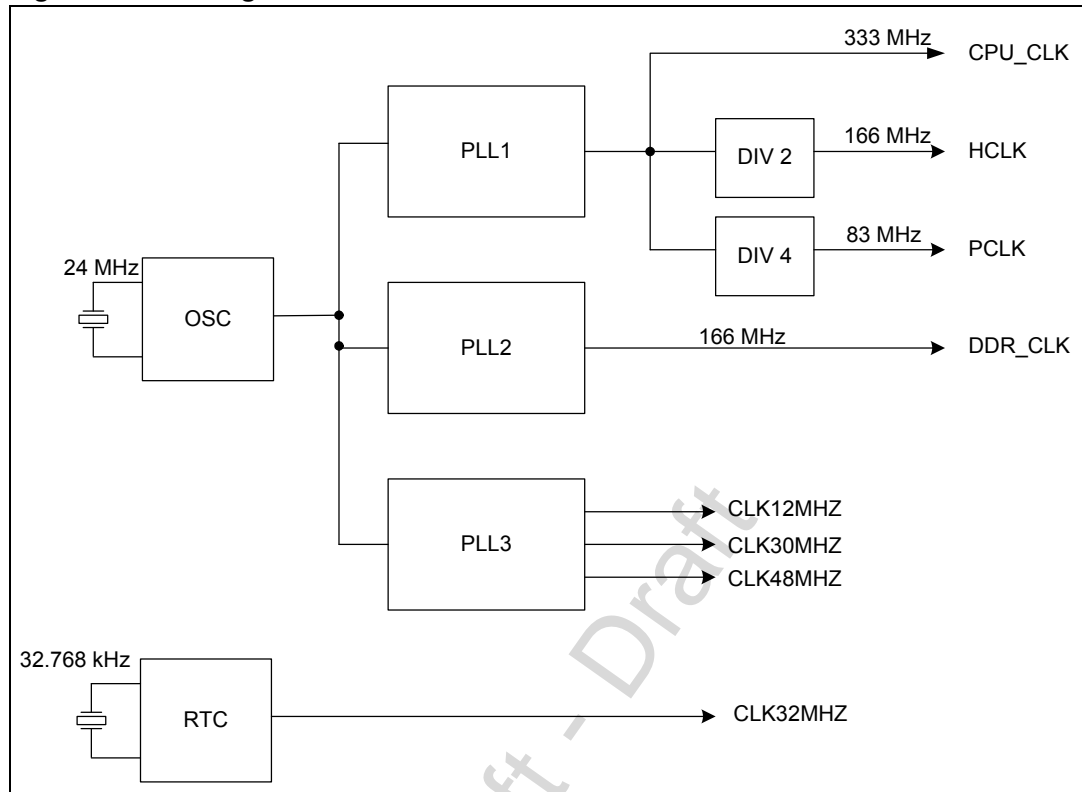 333 MHz
CPU_CLK
PLL1
DIV 2
166 MHz
HCLK
DIV 4
83 MHz
PCLK
24 MHz
OSC
PLL2
166 MHz
DDR_CLK
PLL3
CLK12MHZ
CLK30MHZ
CLK48MHZ
32.768 kHz
RTC
CLK32MHZ
ft - Draft